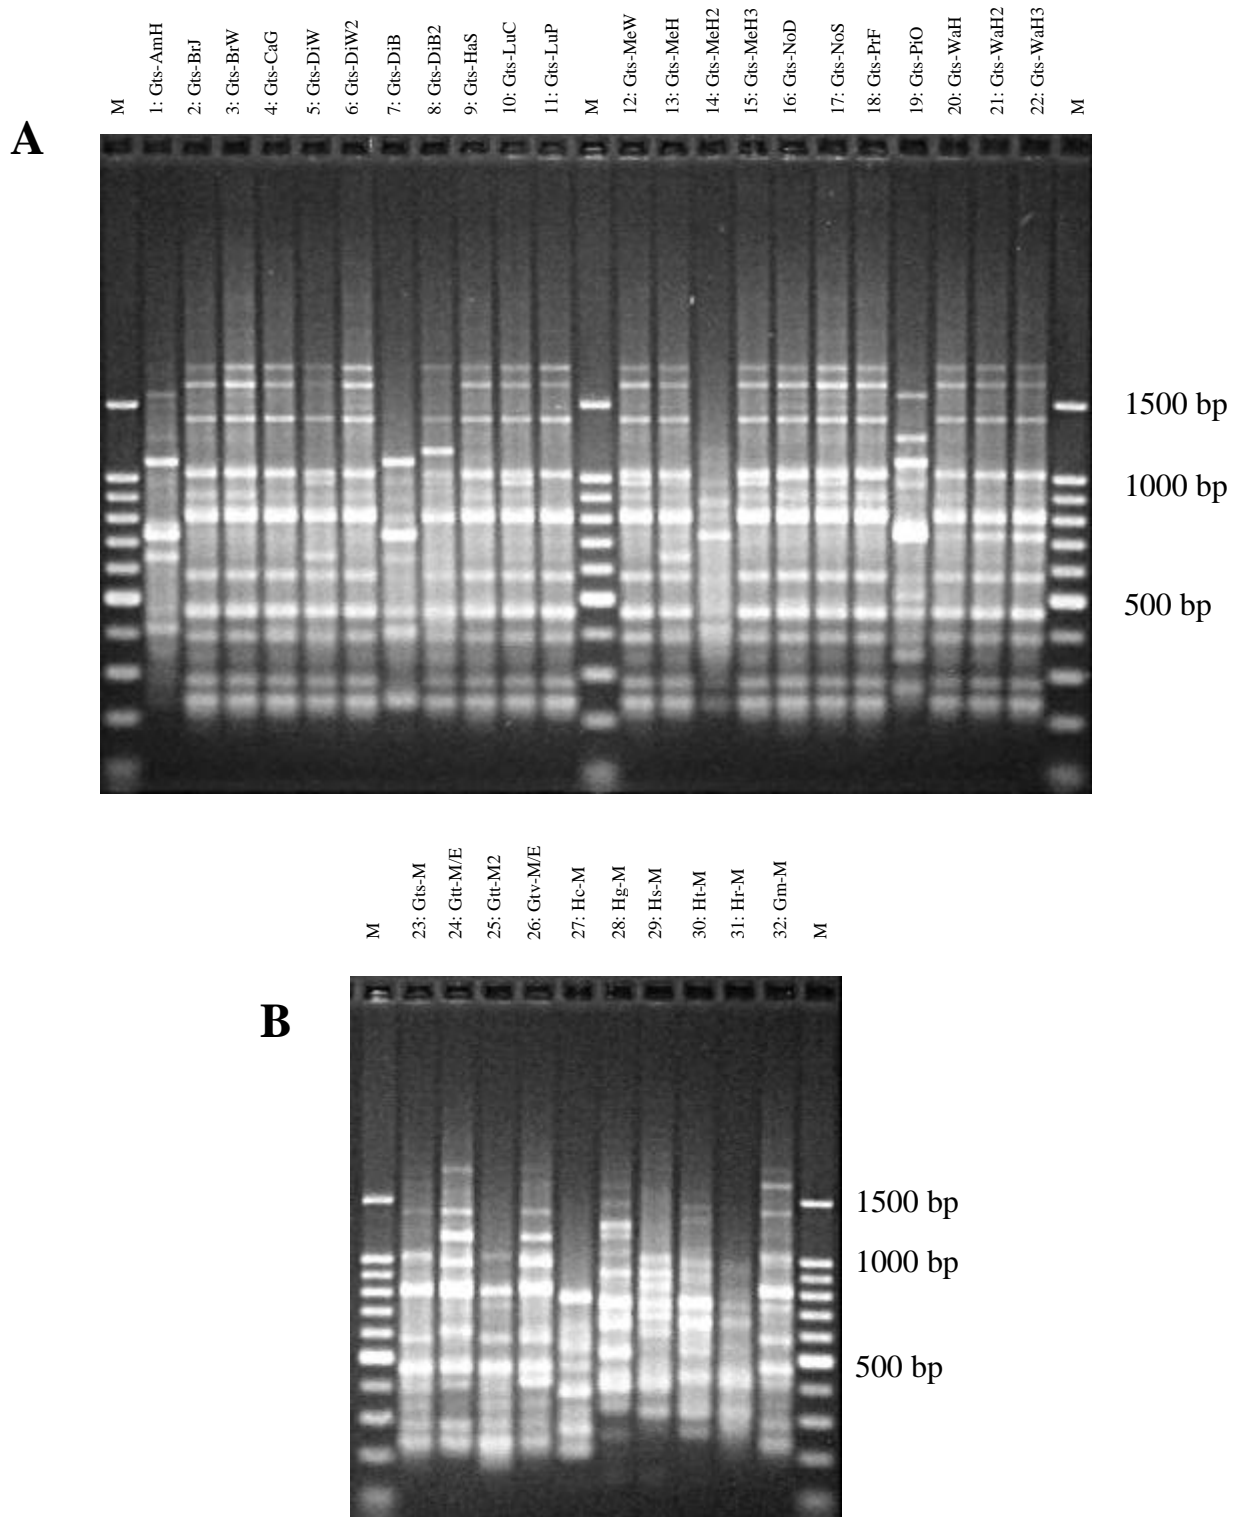 M
1: Gts-AmH
2: Gts-BrJ
3: Gts-BrW
4: Gts-CaG
5: Gts-DiW
6: Gts-DiW2
7: Gts-DiB
8: Gts-DiB2
9: Gts-HaS
10: Gts-LuC
11: Gts-LuP
M
12: Gts-MeW
13: Gts-MeH
14: Gts-MeH2
15: Gts-MeH3
16: Gts-NoD
17: Gts-NoS
18: Gts-PrF
19: Gts-PiO
20: Gts-WaH
21: Gts-WaH2
22: Gts-WaH3
M
A
1500 bp
1000 bp
500 bp
M
23: Gts-M
24: Gtt-M/E
25: Gtt-M2
26: Gtv-M/E
27: Hc-M
28: Hg-M
29: Hs-M
30: Ht-M
31: Hr-M
32: Gm-M
M
B
1500 bp
1000 bp
500 bp